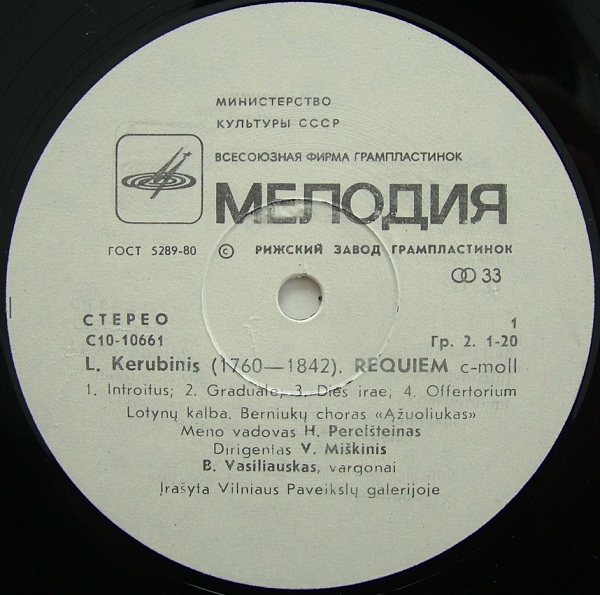 МИНИСТЕРСТВО
КУЛЬТУРЫ СССР
ВСЕСОЮЗНАЯ ФИРМА ГРАМПЛАСТИНОК
МЕЛОДИЯ
ГОСТ 5289-80 © РИЖСКИЙ ЗАВОД ГРАМПЛАСТИНОК
33
СТЕРЕО 1
С10-10661 Гр. 2. 1-20
L. Kerubinis (1760—1842). REQUIEM c-moll
1. Introitus; 2. Graduale; 3. Dies irae; 4. Offertorium
Lotynų kalba. Berniukų choras «Ąžuoliukas»
Meno vadovas H. Perelšteinas
Dirigentas V. Miškinis
B. Vasiliauskas, vargonai
Įrašyta Vilniaus Paveikslų galerijoje